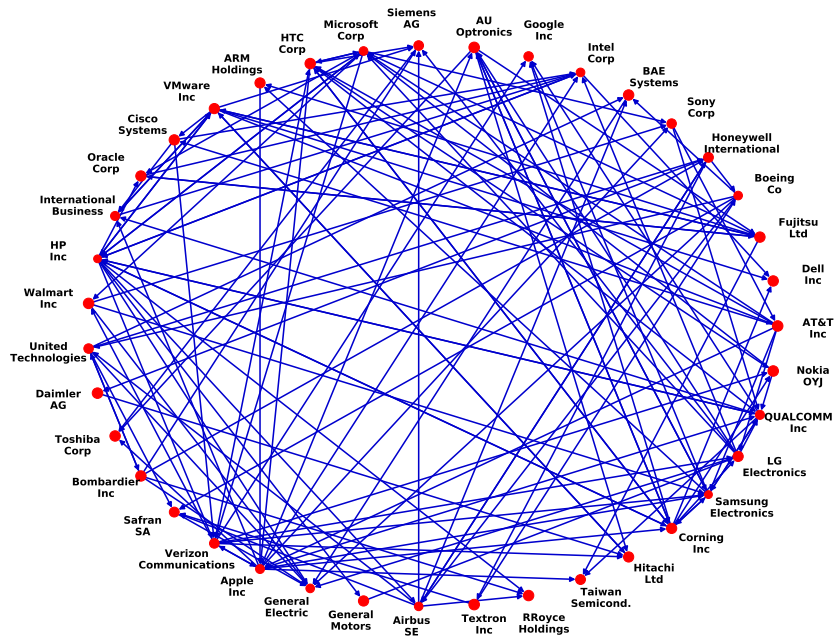 Siemens
AG
AU
Optronics
Google
Inc
Intel
Corp
BAE
Systems
Sony
Corp
Honeywell
International
Boeing
Co
Fujitsu
Ltd
Dell
Inc
AT&T
Inc
Nokia
OYJ
QUALCOMM
Inc
LG
Electronics
Samsung
Electronics
Corning
Inc
Hitachi
Ltd
Taiwan
Semicond.
RRoyce
Holdings
Textron
Inc
Airbus
SE
General
Motors
General
Electric
Apple
Inc
Verizon
Communications
Safran
SA
Bombardier
Inc
Toshiba
Corp
Daimler
AG
United
Technologies
Walmart
Inc
HP
Inc
International
Business
Oracle
Corp
Cisco
Systems
VMware
Inc
ARM
Holdings
HTC
Corp
Microsoft
Corp